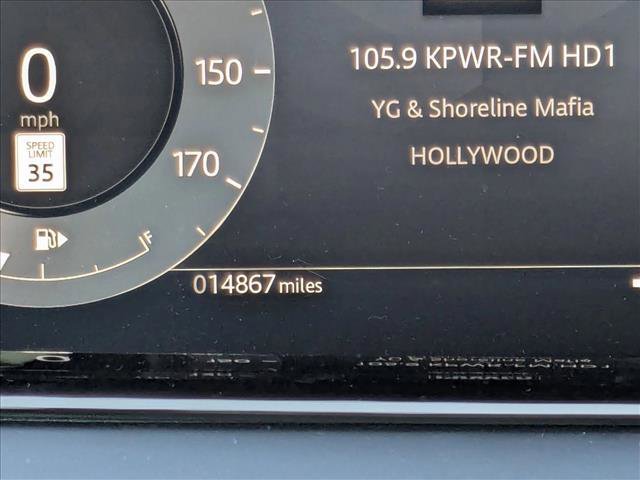 0
mph
SPEED
LIMIT
35
150
170
F
105.9 KPWR-FM HD1
YG & Shoreline Mafia
HOLLYWOOD
014867 miles